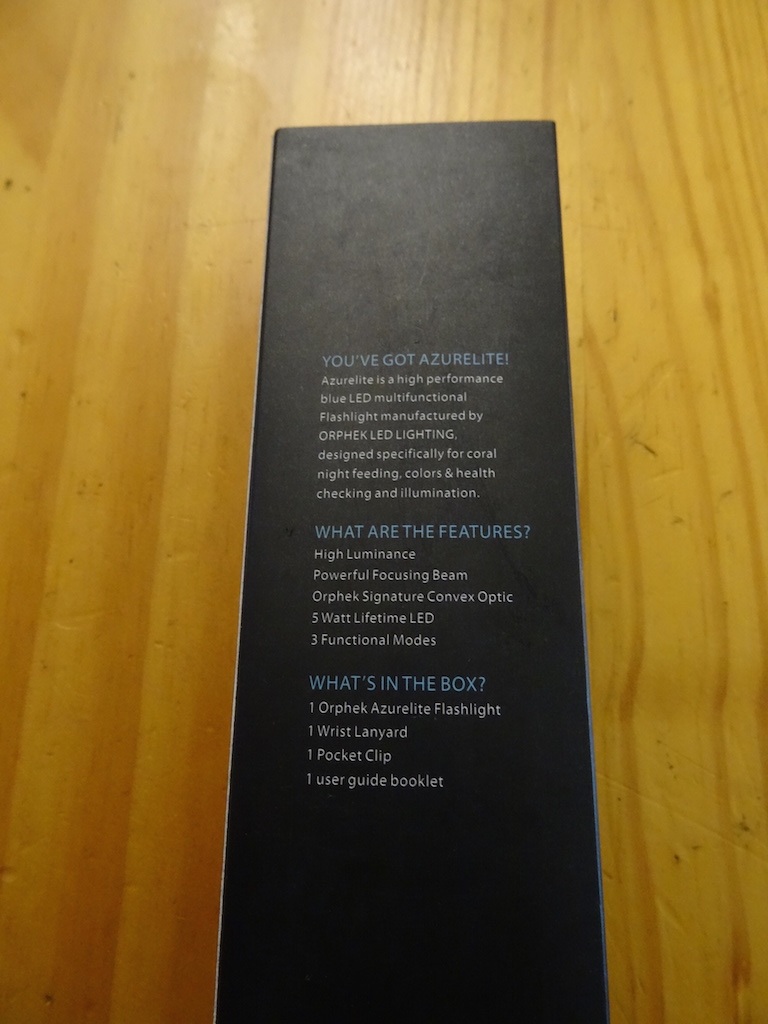 YOU'VE GOT AZURELITE!
Azurelite is a high performance
blue LED multifunctional
Flashlight manufactured by
ORPHEK LED LIGHTING,
designed specifically for coral
night feeding, colors & health
checking and illumination.
WHAT ARE THE FEATURES?
High Luminance
Powerful Focusing Beam
Orphek Signature Convex Optic
5 Watt Lifetime LED
3 Functional Modes
WHAT'S IN THE BOX?
1 Orphek Azurelite Flashlight
1 Wrist Lanyard
1 Pocket Clip
1 user guide booklet